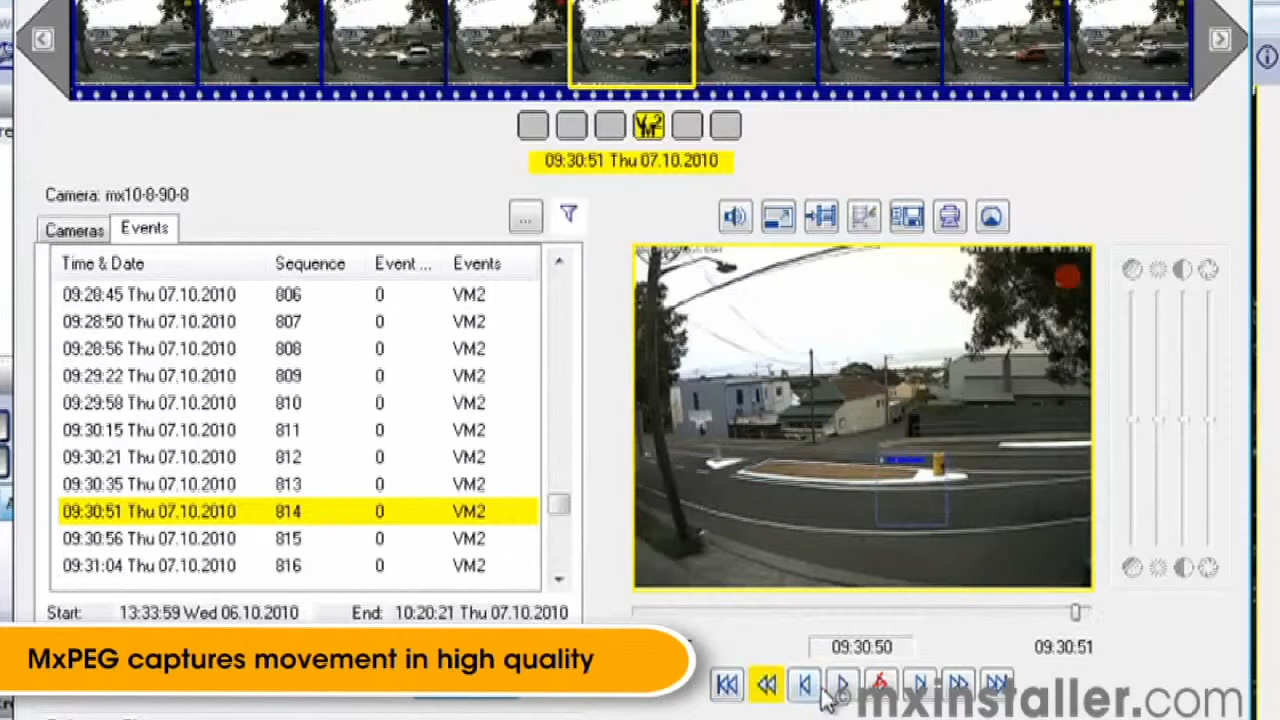 09:30:51 Thu 07.10.2010
Camera: mx10-8-90-8
Cameras Events
...
Time & Date Sequence Event ... Events
09:28:45 Thu 07.10.2010 806 0 VM2
09:28:50 Thu 07.10.2010 807 0 VM2
09:28:56 Thu 07.10.2010 808 0 VM2
09:29:22 Thu 07.10.2010 809 0 VM2
09:29:58 Thu 07.10.2010 810 0 VM2
09:30:15 Thu 07.10.2010 811 0 VM2
09:30:21 Thu 07.10.2010 812 0 VM2
09:30:35 Thu 07.10.2010 813 0 VM2
09:30:51 Thu 07.10.2010 814 0 VM2
09:30:56 Thu 07.10.2010 815 0 VM2
09:31:04 Thu 07.10.2010 816 0 VM2
Start: 13:33:59 Wed 06.10.2010 End: 10:20:21 Thu 07.10.2010
09:30:50 09:30:51
MxPEG captures movement in high quality
© mxinstaller.com